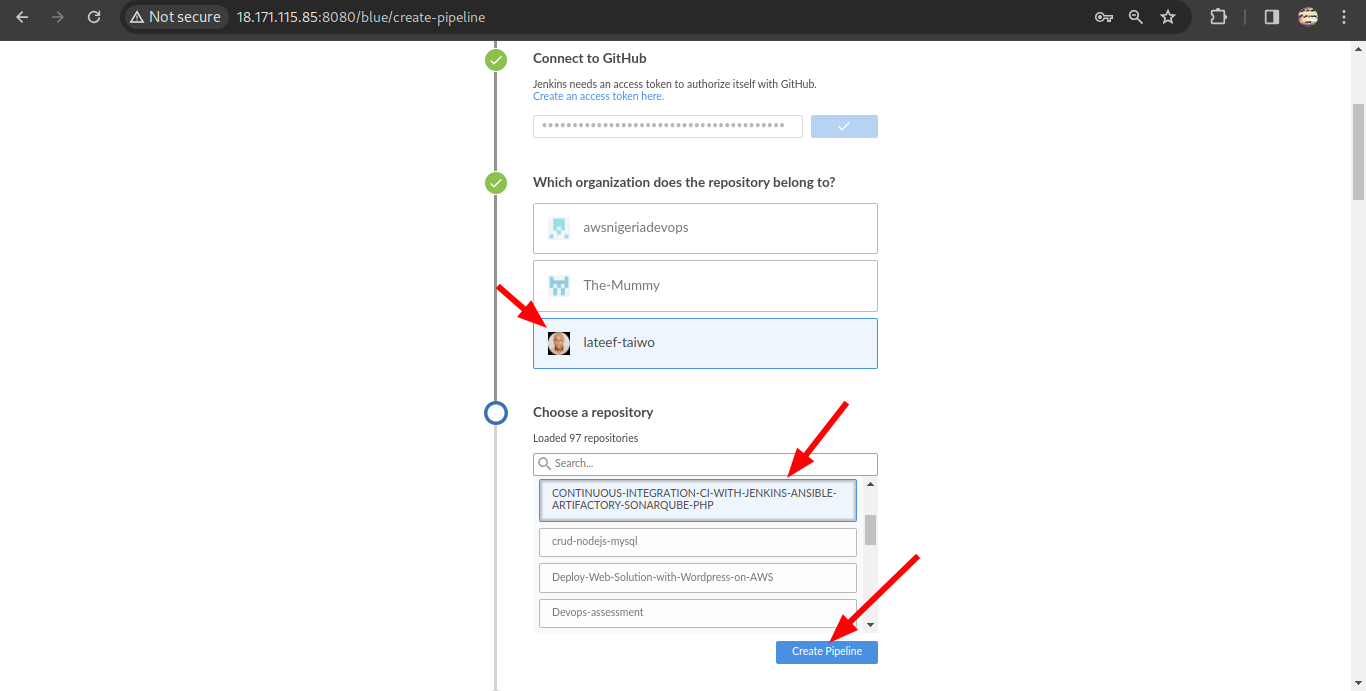 Not secure
18.171.115.85:8080/blue/create-pipeline
Connect to GitHub
Jenkins needs an access token to authorize itself with GitHub.
Create an access token here.
••••••••••••••••••••••••••••••••••••••••
Which organization does the repository belong to?
awsnigeriadevops
The-Mummy
lateef-taiwo
Choose a repository
Loaded 97 repositories
Search...
CONTINUOUS-INTEGRATION-CI-WITH-JENKINS-ANSIBLE-
ARTIFACTORY-SONARQUBE-PHP
crud-nodejs-mysql
Deploy-Web-Solution-with-Wordpress-on-AWS
Devops-assessment
Create Pipeline